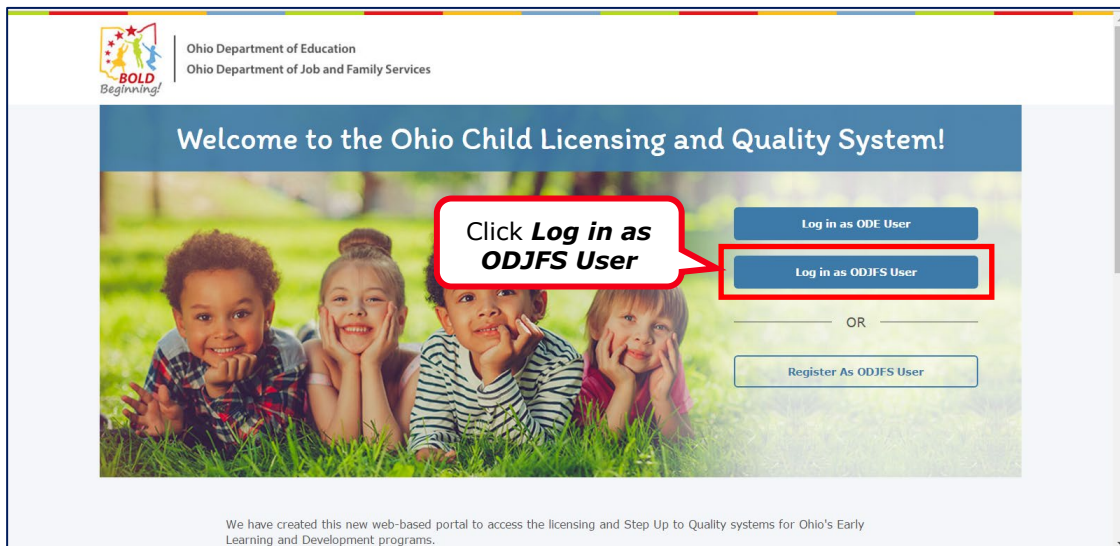 BOLD
Beginning!
Ohio Department of Education
Ohio Department of Job and Family Services
Welcome to the Ohio Child Licensing and Quality System!
Click Log in as
ODJFS User
Log in as ODE User
Log in as ODJFS User
OR
Register As ODJFS User
We have created this new web-based portal to access the licensing and Step Up to Quality systems for Ohio's Early
Learning and Development programs.